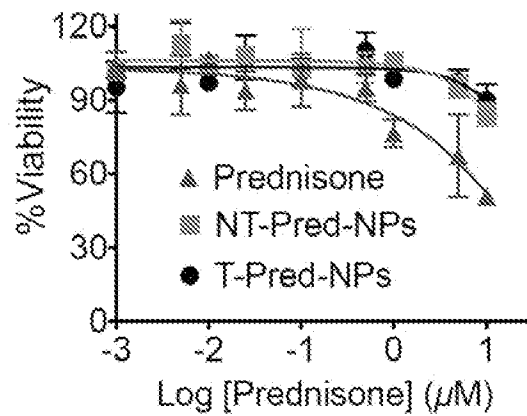 120
90
60
30
0
%Viability
Prednisone
NT-Pred-NPs
T-Pred-NPs
-3 -2 -1 0 1
Log [Prednisone] (µM)